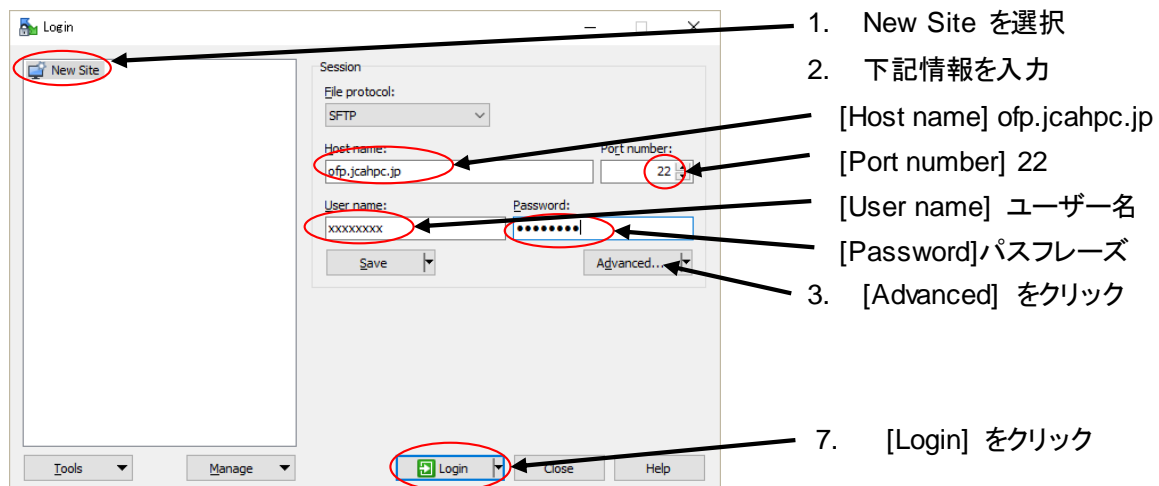 Login
New Site
Session
File protocol:
SFTP
Host name:
Port number:
ofp.jcahpc.jp
22
User name:
Password:
xxxxxxxx
●●●●●●●●
Save
Advanced...
Tools
Manage
Login
Close
Help
1. New Site を選択
2. 下記情報を入力
[Host name] ofp.jcahpc.jp
[Port number] 22
[User name] ユーザー名
[Password]パスフレーズ
3. [Advanced] をクリック
7. [Login] をクリック